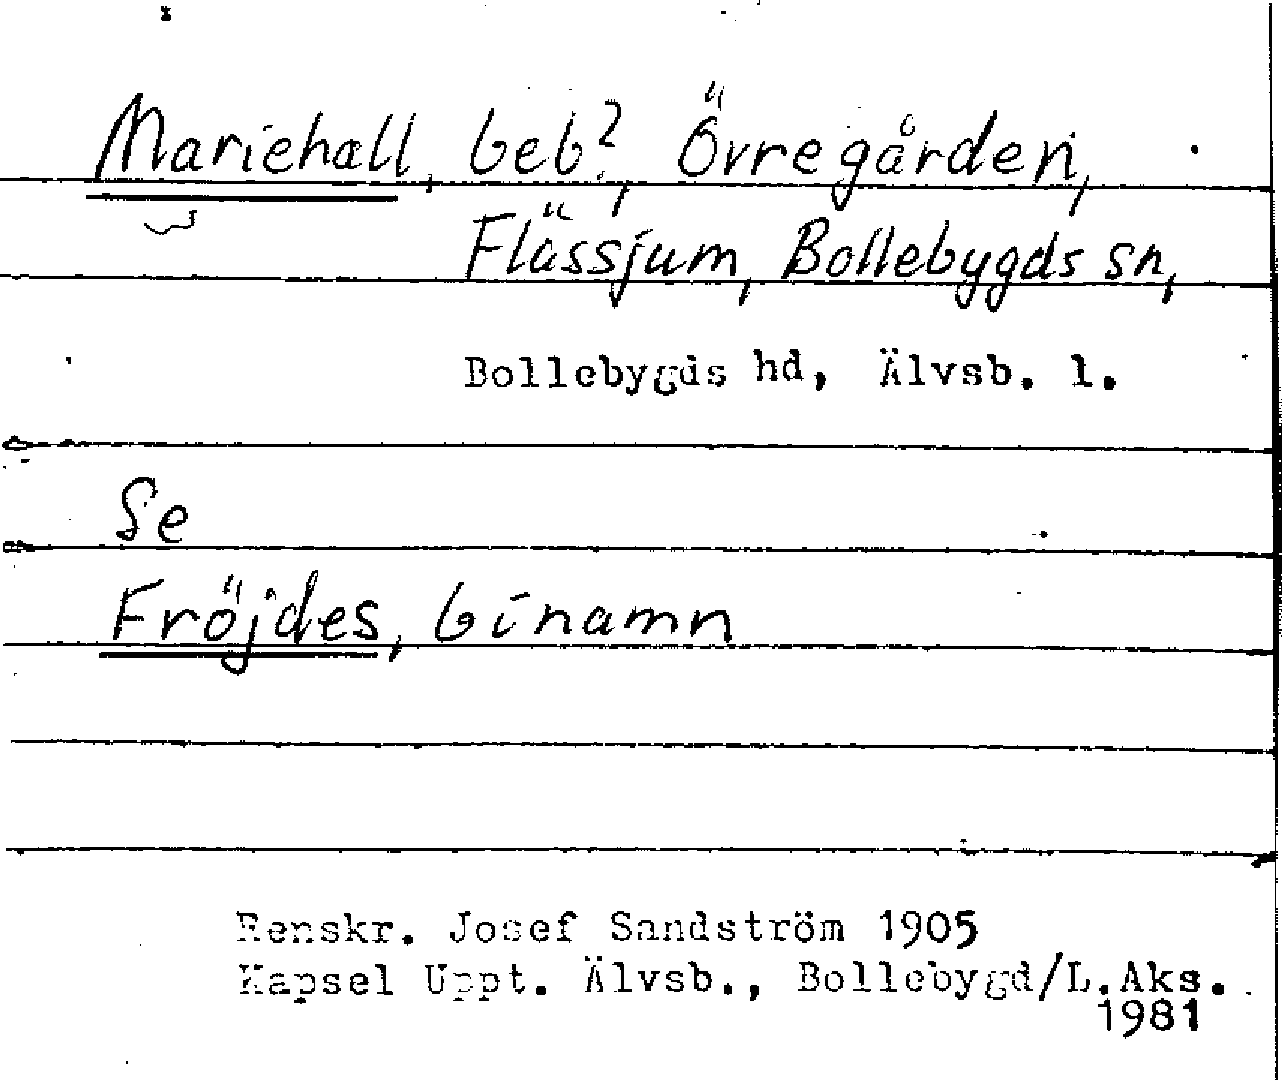 Mariehall, beb?, Övregården,
Flässjum, Bollebygds sn,
Bollebygds hd, Älvsb. l.
Se
Fröjdes, binamn
Renskr. Josef Sandström 1905
Kapsel Uppt. Älvsb., Bollebygd/L.Aks.
1981